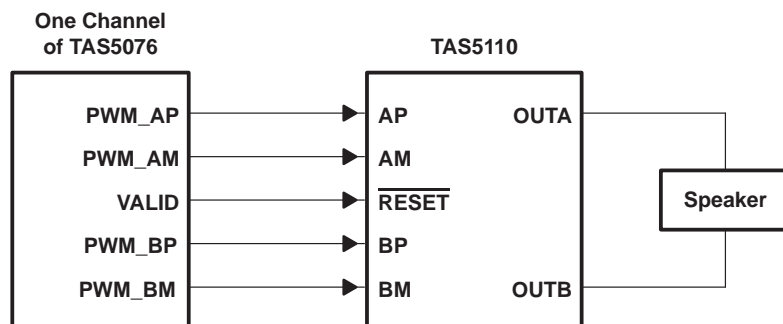 One Channel
of TAS5076
TAS5110
PWM_AP
AP
OUTA
PWM_AM
AM
VALID
RESET
Speaker
PWM_BP
BP
PWM_BM
BM
OUTB